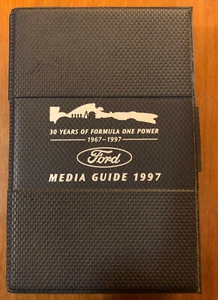 30 YEARS OF FORMULA ONE POWER
1967-1997
Ford
MEDIA GUIDE 1997